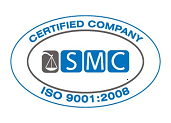 CERTIFIED COMPANY
SMC
ISO 9001:2008